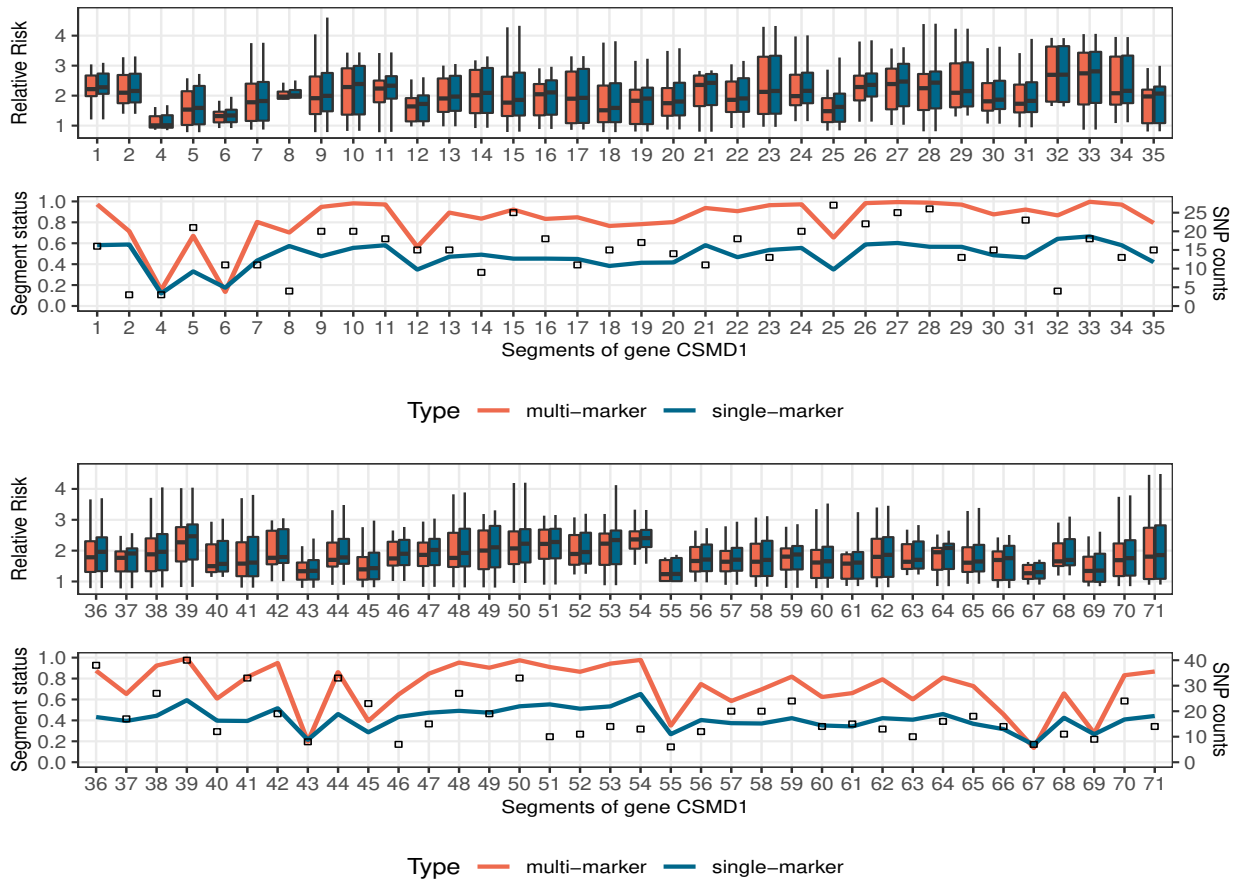 Relative Risk
4
3
2
1
1 2 4 5 6 7 8 9 10 11 12 13 14 15 16 17 18 19 20 21 22 23 24 25 26 27 28 29 30 31 32 33 34 35
Segment status
1.0
0.8
0.6
0.4
0.2
0.0
SNP counts
25
20
15
10
5
0
1 2 4 5 6 7 8 9 10 11 12 13 14 15 16 17 18 19 20 21 22 23 24 25 26 27 28 29 30 31 32 33 34 35
Segments of gene CSMD1
Type multi−marker single−marker
Relative Risk
4
3
2
1
36 37 38 39 40 41 42 43 44 45 46 47 48 49 50 51 52 53 54 55 56 57 58 59 60 61 62 63 64 65 66 67 68 69 70 71
Segment status
1.0
0.8
0.6
0.4
0.2
SNP counts
40
30
20
10
0
36 37 38 39 40 41 42 43 44 45 46 47 48 49 50 51 52 53 54 55 56 57 58 59 60 61 62 63 64 65 66 67 68 69 70 71
Segments of gene CSMD1
Type multi−marker single−marker